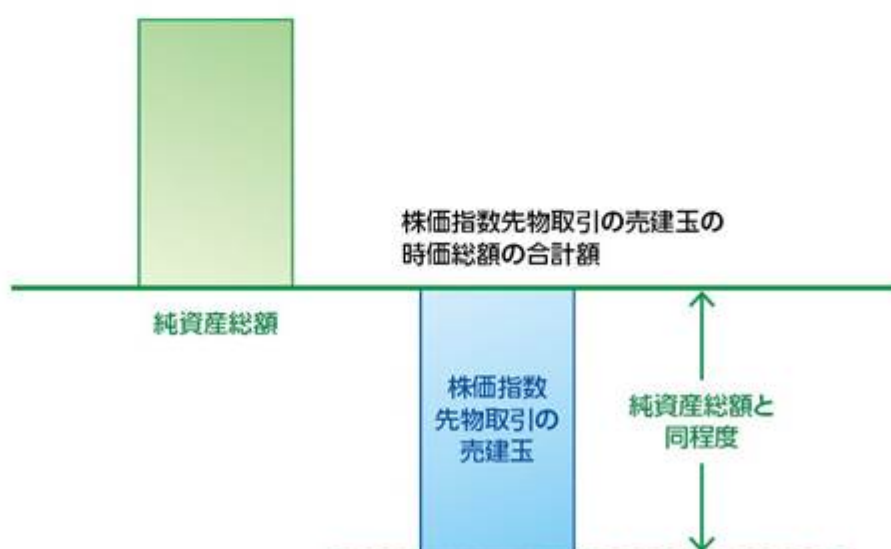 株価指数先物取引の売建玉の
時価総額の合計額
純資産総額
株価指数
先物取引の
売建玉
純資産総額と
同程度